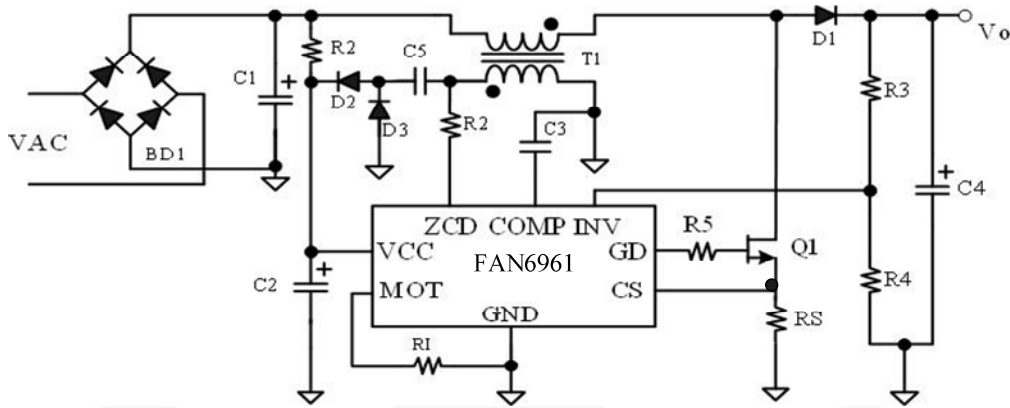 Vo
D1
R2
C5
T1
C1
+
D2
R3
D3
R2
C3
VAC
BD1
+
C4
ZCD COMP INV
R5
VCC
GD
Q1
FAN6961
+
C2
MOT
CS
R4
GND
RS
RI